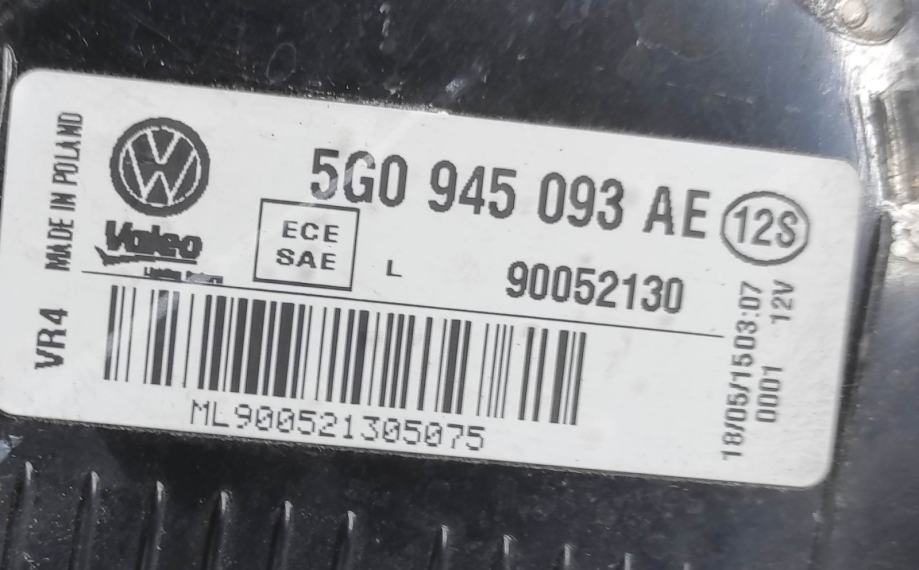 MADE IN POLAND
VR4
Valeo
5G0 945 093 AE
12S
ECE
SAE
L
90052130
ML900521305075
18/05/15 03:07
0001 12V